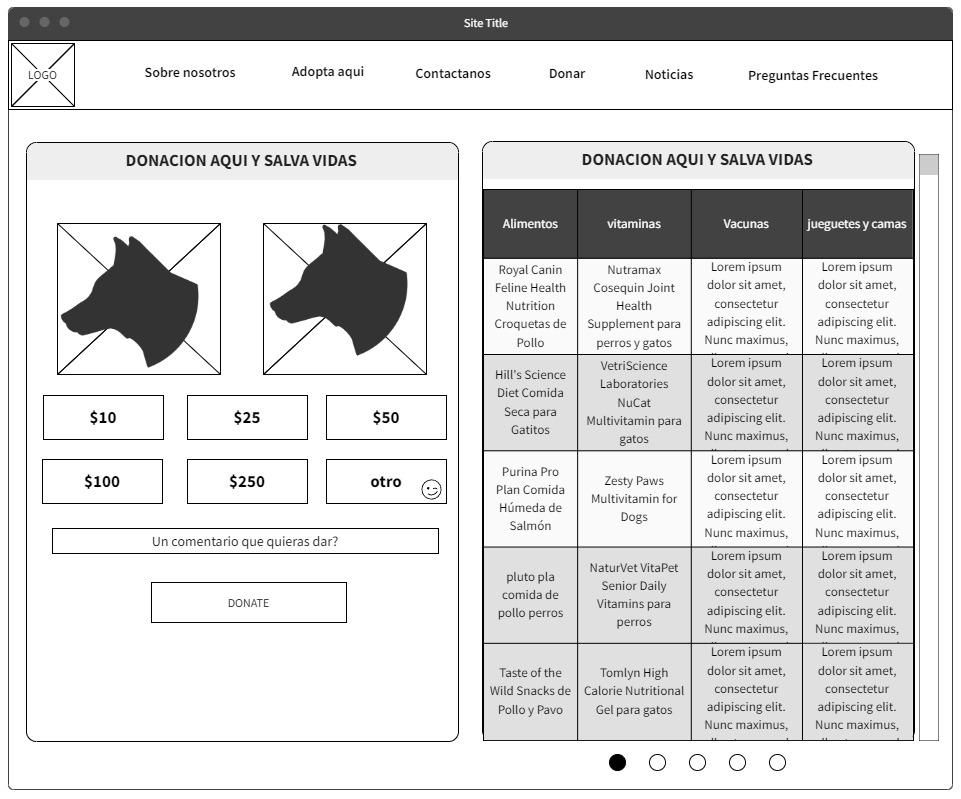 Site Title
LOGO
Sobre nosotros
Adopta aqui
Contactanos
Donar
Noticias
Preguntas Frecuentes
DONACION AQUI Y SALVA VIDAS
$10
$25
$50
$100
$250
otro
Un comentario que quieras dar?
DONATE
DONACION AQUI Y SALVA VIDAS
Alimentos
vitaminas
Vacunas
jueguetes y camas
Royal Canin
Feline Health
Nutrition
Croquetas de
Pollo
Nutramax
Cosequin Joint
Health
Supplement para
perros y gatos
Lorem ipsum
dolor sit amet,
consectetur
adipiscing elit.
Nunc maximus,
Lorem ipsum
dolor sit amet,
consectetur
adipiscing elit.
Nunc maximus,
Hill's Science
Diet Comida
Seca para
Gatitos
VetriScience
Laboratories
NuCat
Multivitamin para
gatos
Lorem ipsum
dolor sit amet,
consectetur
adipiscing elit.
Nunc maximus,
Lorem ipsum
dolor sit amet,
consectetur
adipiscing elit.
Nunc maximus,
Purina Pro
Plan Comida
Húmeda de
Salmón
Zesty Paws
Multivitamin for
Dogs
Lorem ipsum
dolor sit amet,
consectetur
adipiscing elit.
Nunc maximus,
Lorem ipsum
dolor sit amet,
consectetur
adipiscing elit.
Nunc maximus,
pluto pla
comida de
pollo perros
NaturVet VitaPet
Senior Daily
Vitamins para
perros
Lorem ipsum
dolor sit amet,
consectetur
adipiscing elit.
Nunc maximus,
Lorem ipsum
dolor sit amet,
consectetur
adipiscing elit.
Nunc maximus,
Taste of the
Wild Snacks de
Pollo y Pavo
Tomlyn High
Calorie Nutritional
Gel para gatos
Lorem ipsum
dolor sit amet,
consectetur
adipiscing elit.
Nunc maximus,
Lorem ipsum
dolor sit amet,
consectetur
adipiscing elit.
Nunc maximus,